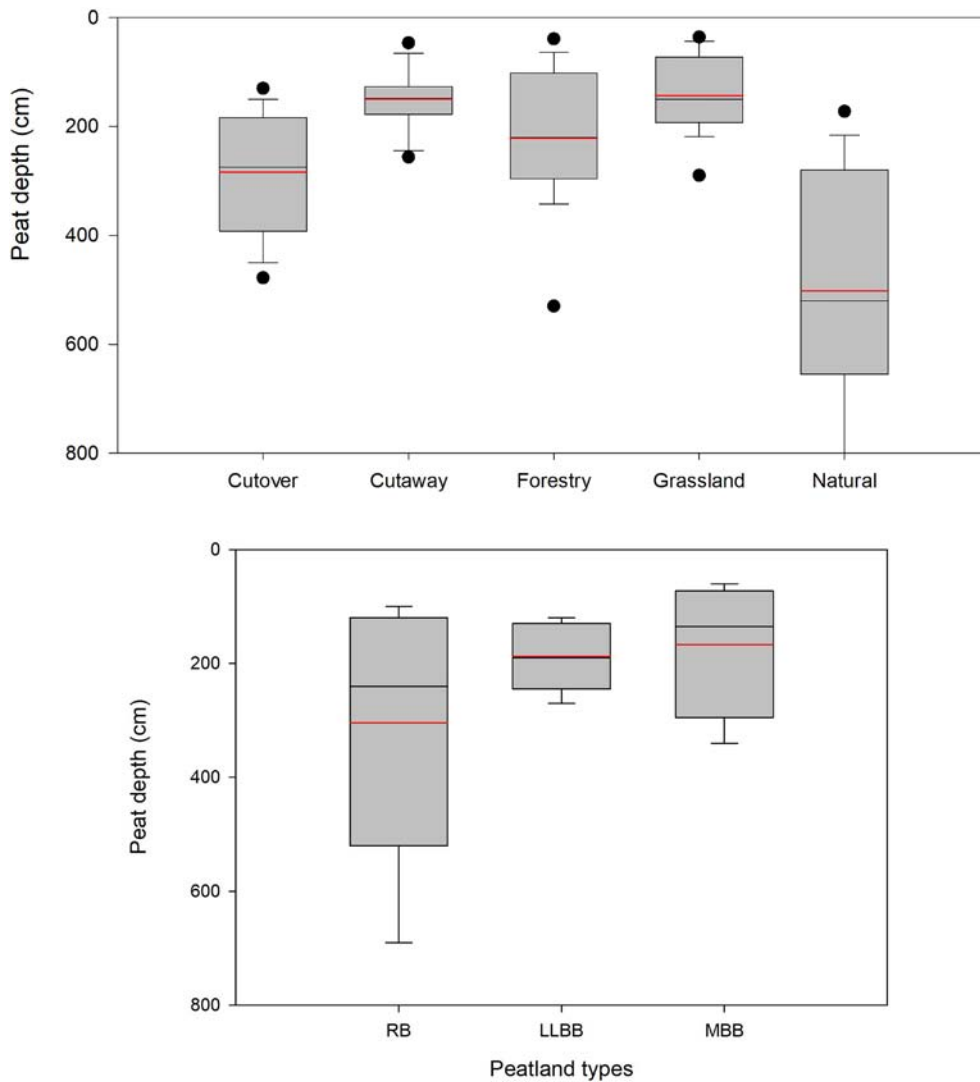 0
200
400
600
800
Peat depth (cm)
Cutover Cutaway Forestry Grassland Natural
0
200
400
600
800
Peat depth (cm)
RB LLBB MBB
Peatland types